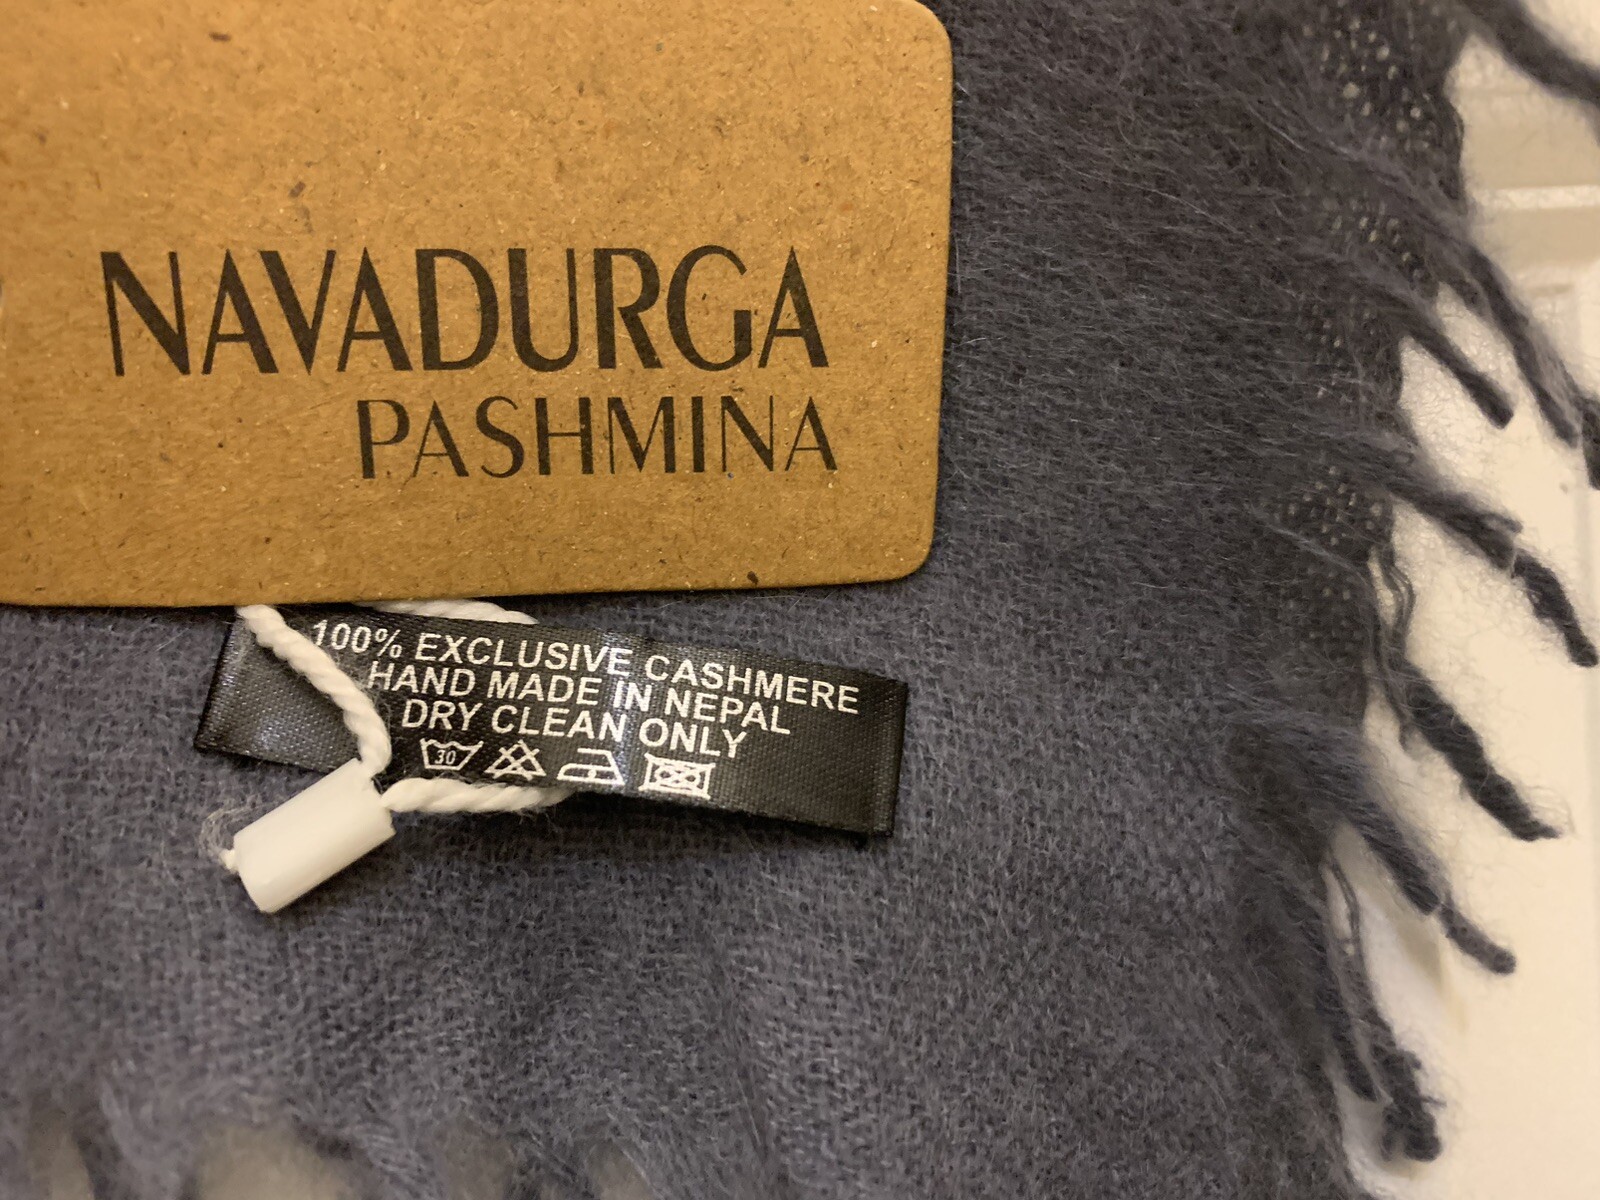 NAVADURGA
PASHMINA
100% EXCLUSIVE CASHMERE
HAND MADE IN NEPAL
DRY CLEAN ONLY
30